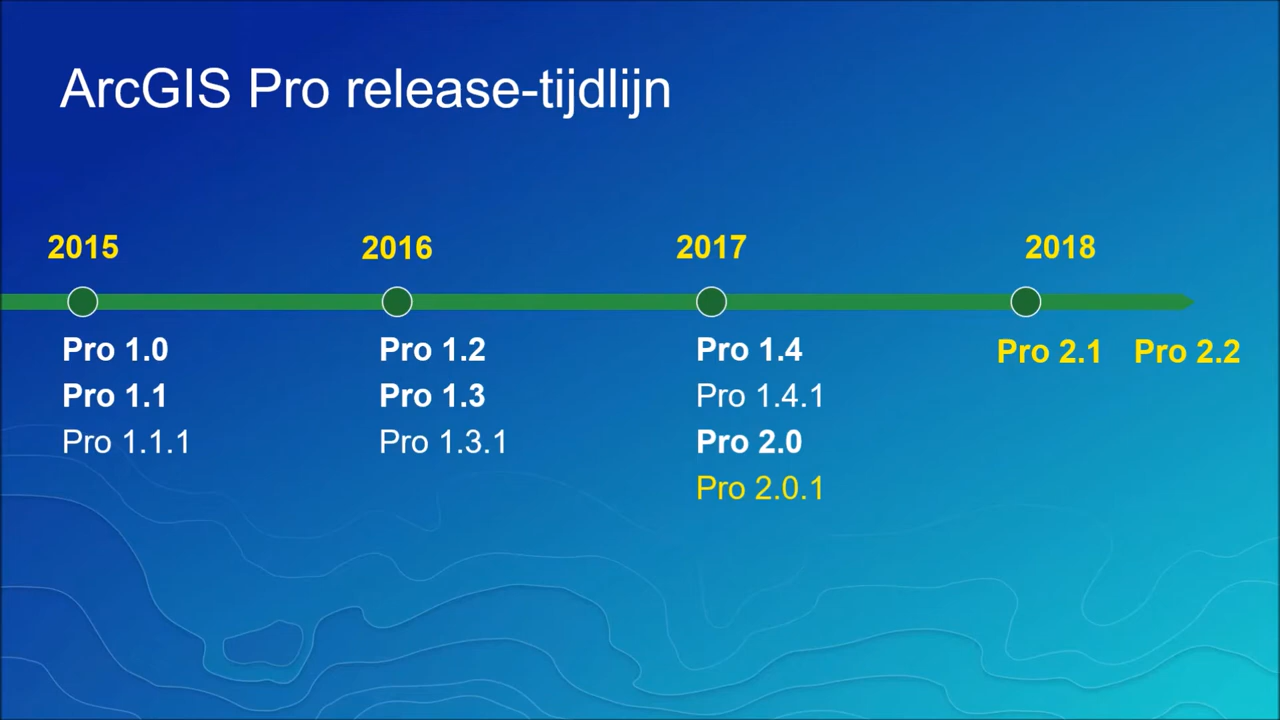 ArcGIS Pro release-tijdlijn
2015 2016 2017 2018
Pro 1.0 Pro 1.2 Pro 1.4 Pro 2.1 Pro 2.2
Pro 1.1 Pro 1.3 Pro 1.4.1
Pro 1.1.1 Pro 1.3.1 Pro 2.0
Pro 2.0.1